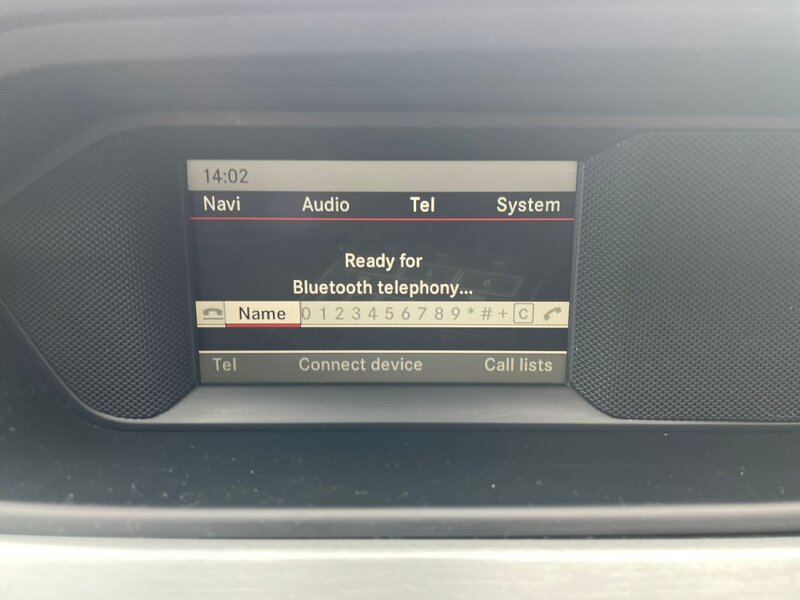 14:02
Navi Audio Tel System
Ready for
Bluetooth telephony...
Name 0 1 2 3 4 5 6 7 8 9 * # + C
Tel Connect device Call lists